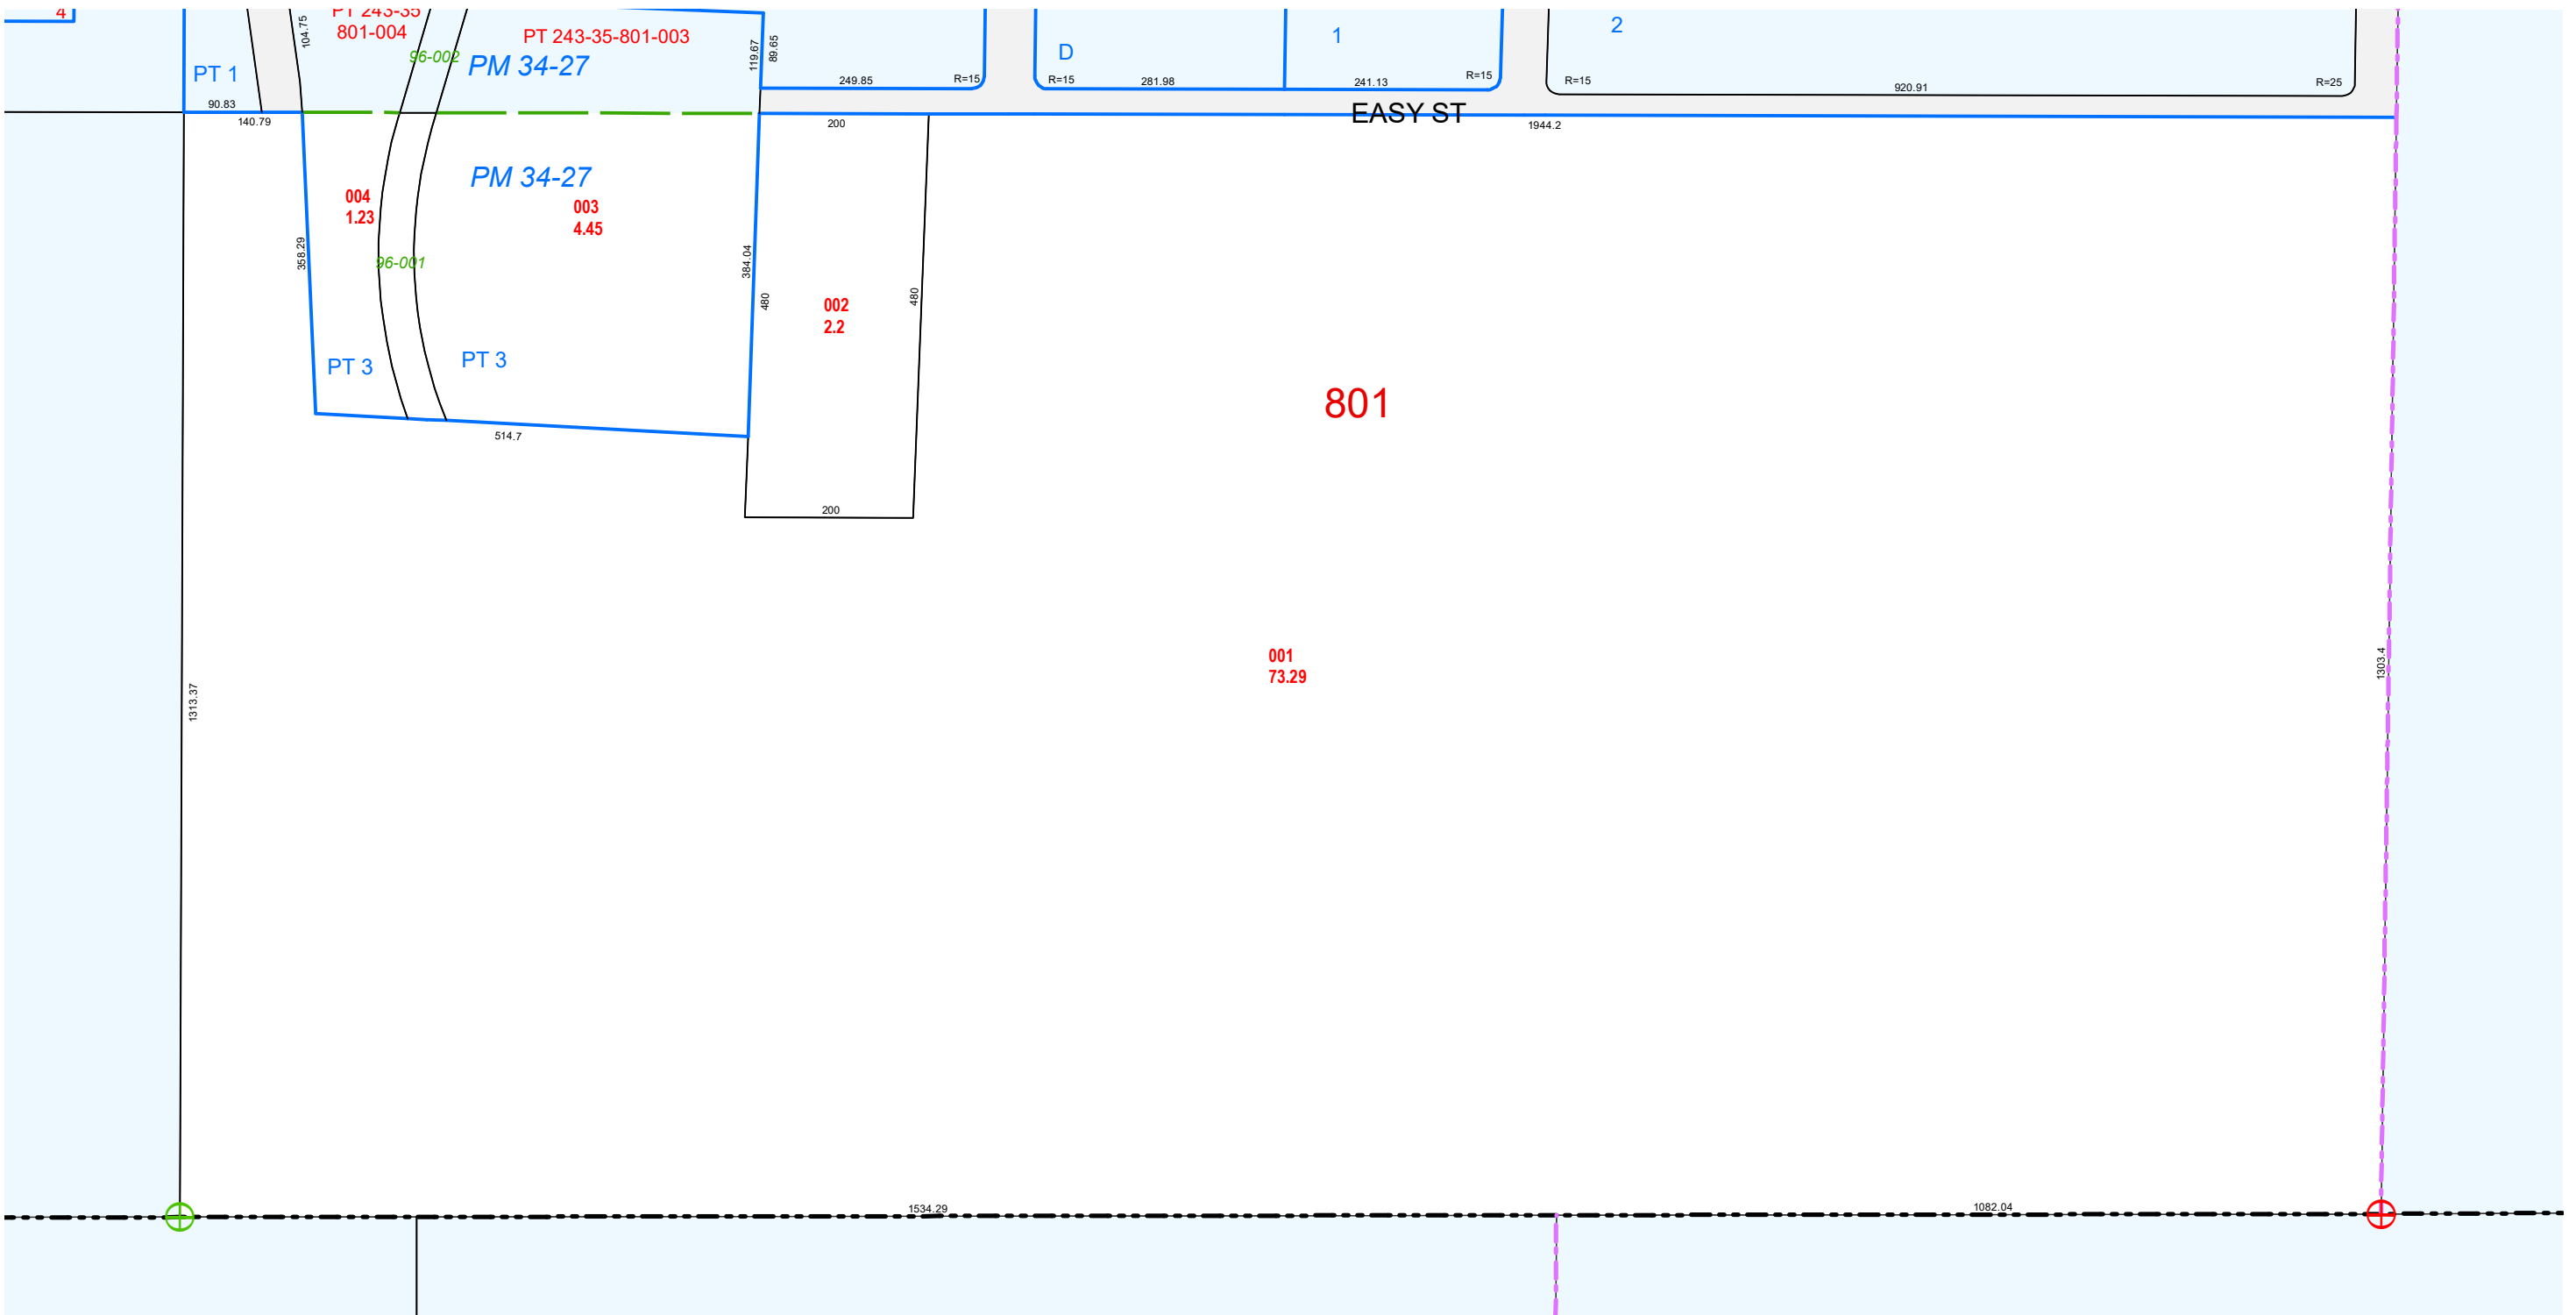 4
PT 243-35
801-004
104.75
96-002
PT 243-35-801-003
PM 34-27
119.67
889.65
D
1
2
PT 1
249.85
R=15
R=15
281.98
241.13
R=15
R=15
920.91
R=25
90.83
140.79
200
EASY ST
1944.2
PM 34-27
004
1.23
003
4.45
358.29
96-001
384.04
480
480
002
2.2
PT 3
PT 3
801
514.7
200
001
73.29
1303.4
1313.37
1534.29
1082.04